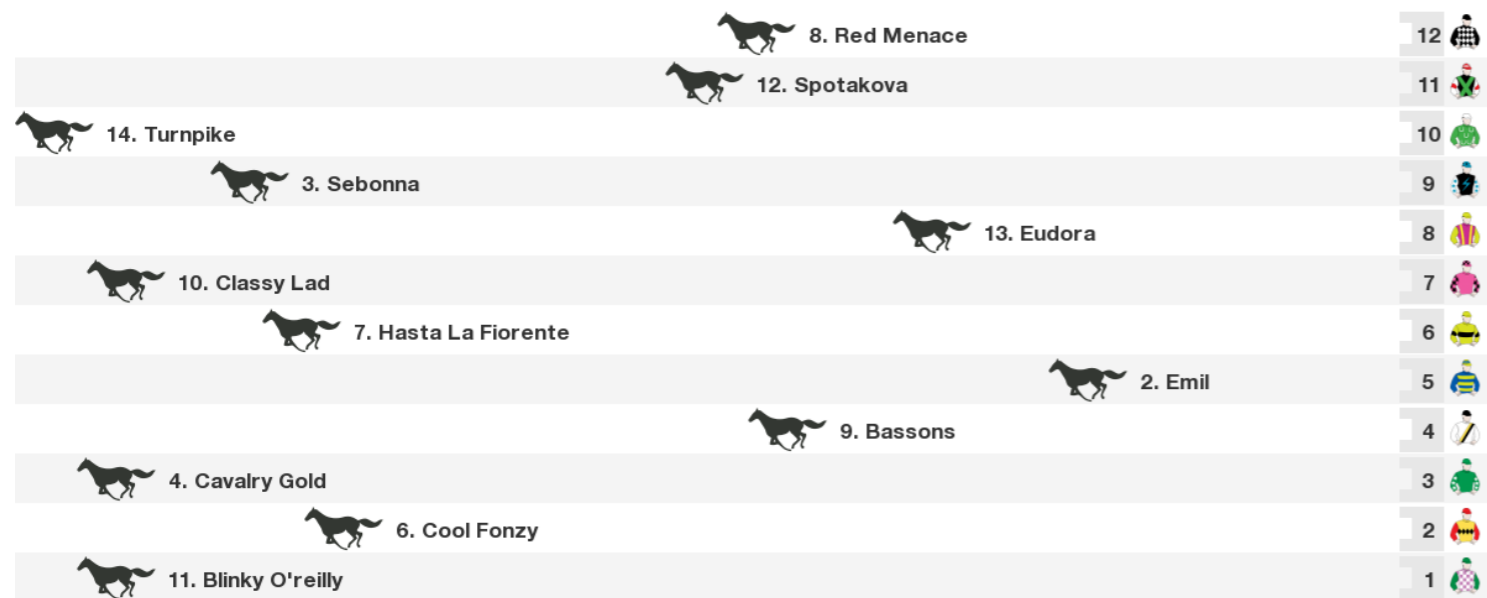 8. Red Menace 12
12. Spotakova 11
14. Turnpike 10
3. Sebonna 9
13. Eudora 8
10. Classy Lad 7
7. Hasta La Fiorente 6
2. Emil 5
9. Bassons 4
4. Cavalry Gold 3
6. Cool Fonzy 2
11. Blinky O'reilly 1